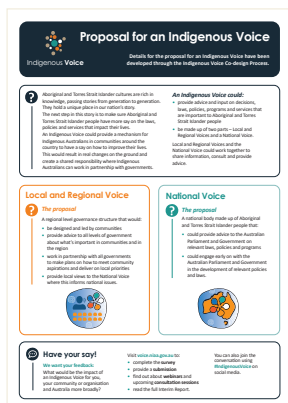 Indigenous Voice
Proposal for an Indigenous Voice
Details for the proposal for an Indigenous Voice have been
developed through the Indigenous Voice Co-design Process.
Aboriginal and Torres Strait Islander cultures are rich in
knowledge, passing stories from generation to generation.
They hold a unique place in our nation's story.
The next step in this story is to make sure Aboriginal and
Torres Strait Islander people have more say on the laws,
policies and services that impact their lives.
An Indigenous Voice could provide a mechanism for
Indigenous Australians in communities around the
country to have a say on how to improve their lives.
This would result in real changes on the ground and
create a shared responsibility where Indigenous
Australians can work in partnership with governments.
An Indigenous Voice could:
• provide advice and input on decisions,
laws, policies, programs and services that
are important to Aboriginal and Torres
Strait Islander people
• be made up of two parts – Local and
Regional Voices and a National Voice.
Local and Regional Voices and the
National Voice could work together to
share information, consult and provide
advice.
Local and Regional Voice
The proposal
A regional level governance structure that would:
• be designed and led by communities
• provide advice to all levels of government
about what's important in communities and in
the region
• work in partnership with all governments
to make plans on how to meet community
aspirations and deliver on local priorities
• provide local views to the National Voice
where this informs national issues.
National Voice
The proposal
A national body made up of Aboriginal
and Torres Strait Islander people that:
• could provide advice to the Australian
Parliament and Government on
relevant laws, policies and programs
• could engage early with the
Australian Parliament and Government
in the development of relevant policies
and laws.
Have your say!
We want your feedback:
What would be the impact of
an Indigenous Voice for you,
your community or organisation
and Australia more broadly?
Visit voice.niaa.gov.au to:
• complete the survey
• provide a submission
• find out about webinars and
upcoming consultation sessions
• read the full Interim Report.
You can also join the
conversation using
#IndigenousVoice on
social media.